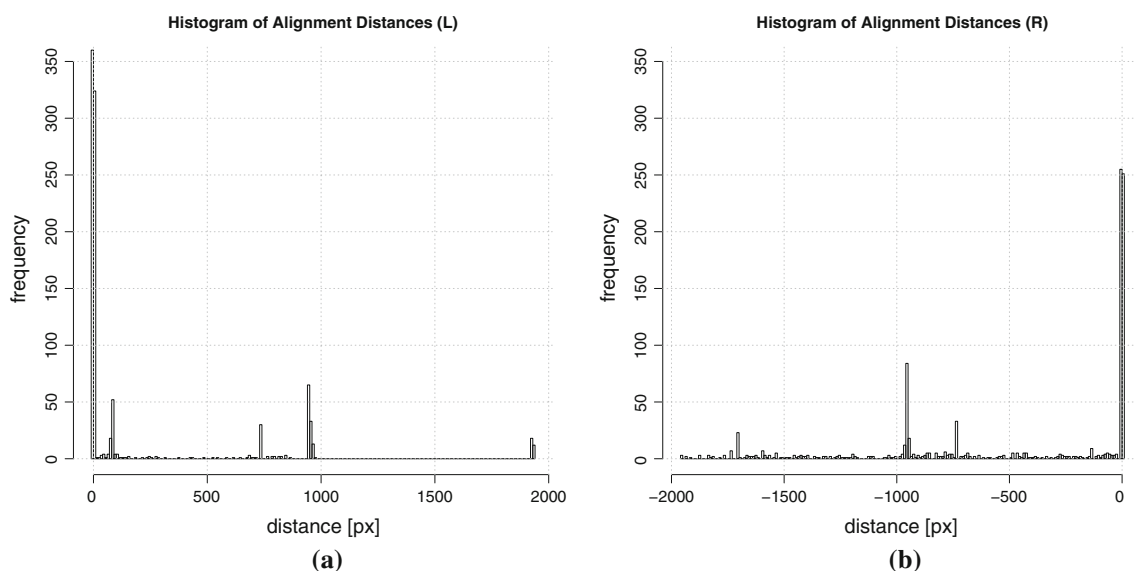 Histogram of Alignment Distances (L)
350
300
250
200
150
100
50
0
frequency
0 500 1000 1500 2000
distance [px]
(a)
Histogram of Alignment Distances (R)
350
300
250
200
150
100
50
0
frequency
−2000 −1500 −1000 −500 0
distance [px]
(b)